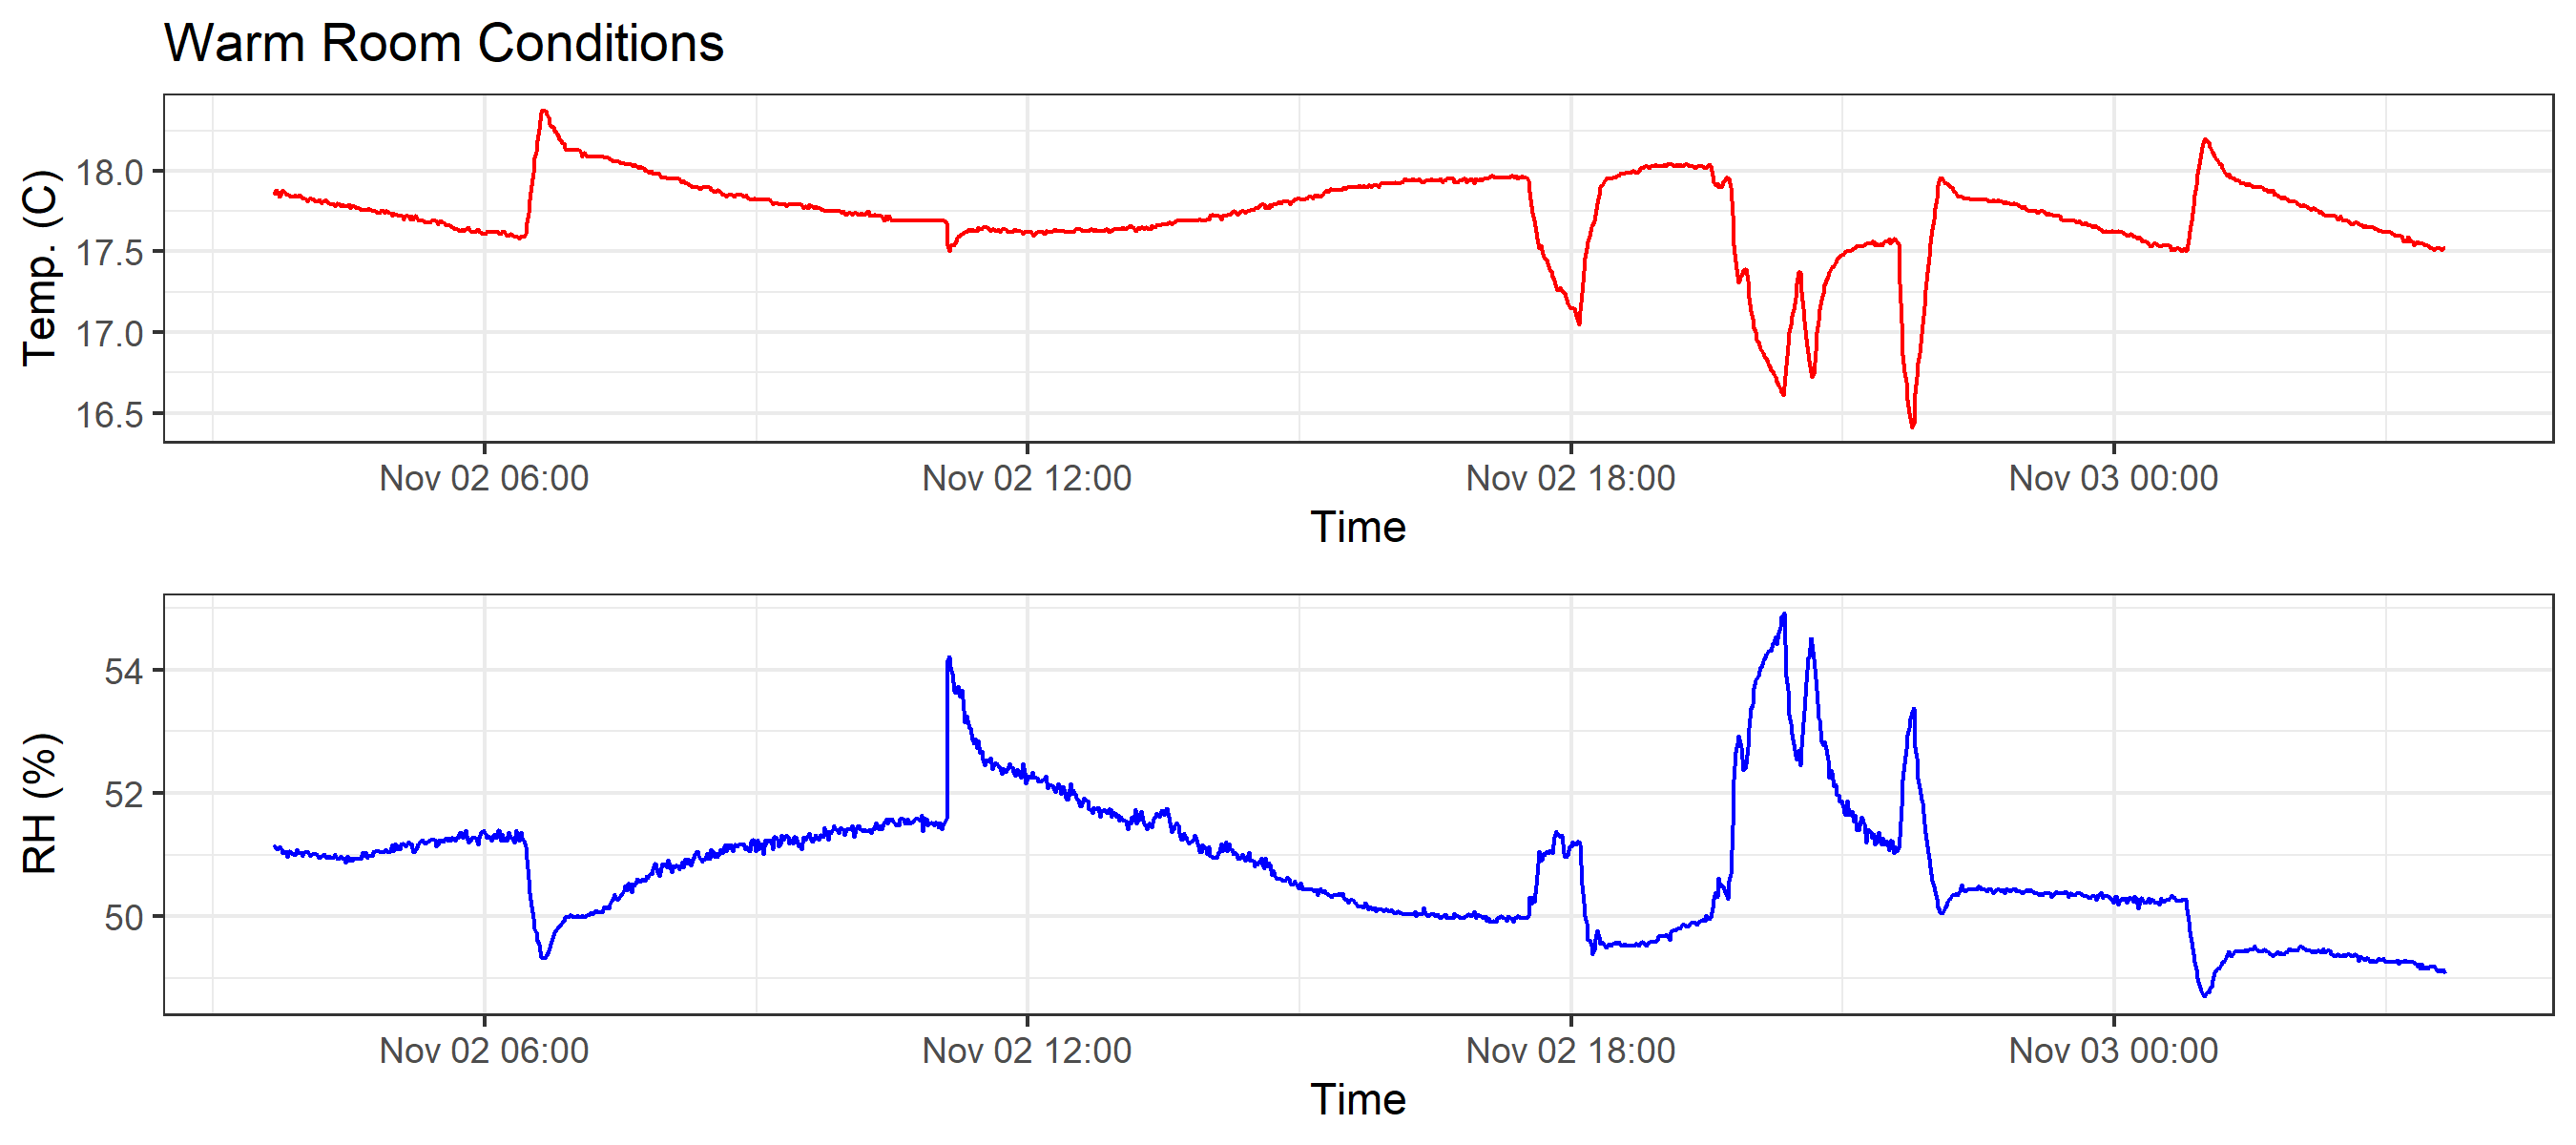 Warm Room Conditions
Temp. (C)
18.0
17.5
17.0
16.5
Nov 02 06:00 Nov 02 12:00 Nov 02 18:00 Nov 03 00:00
Time
RH (%)
54
52
50
Nov 02 06:00 Nov 02 12:00 Nov 02 18:00 Nov 03 00:00
Time